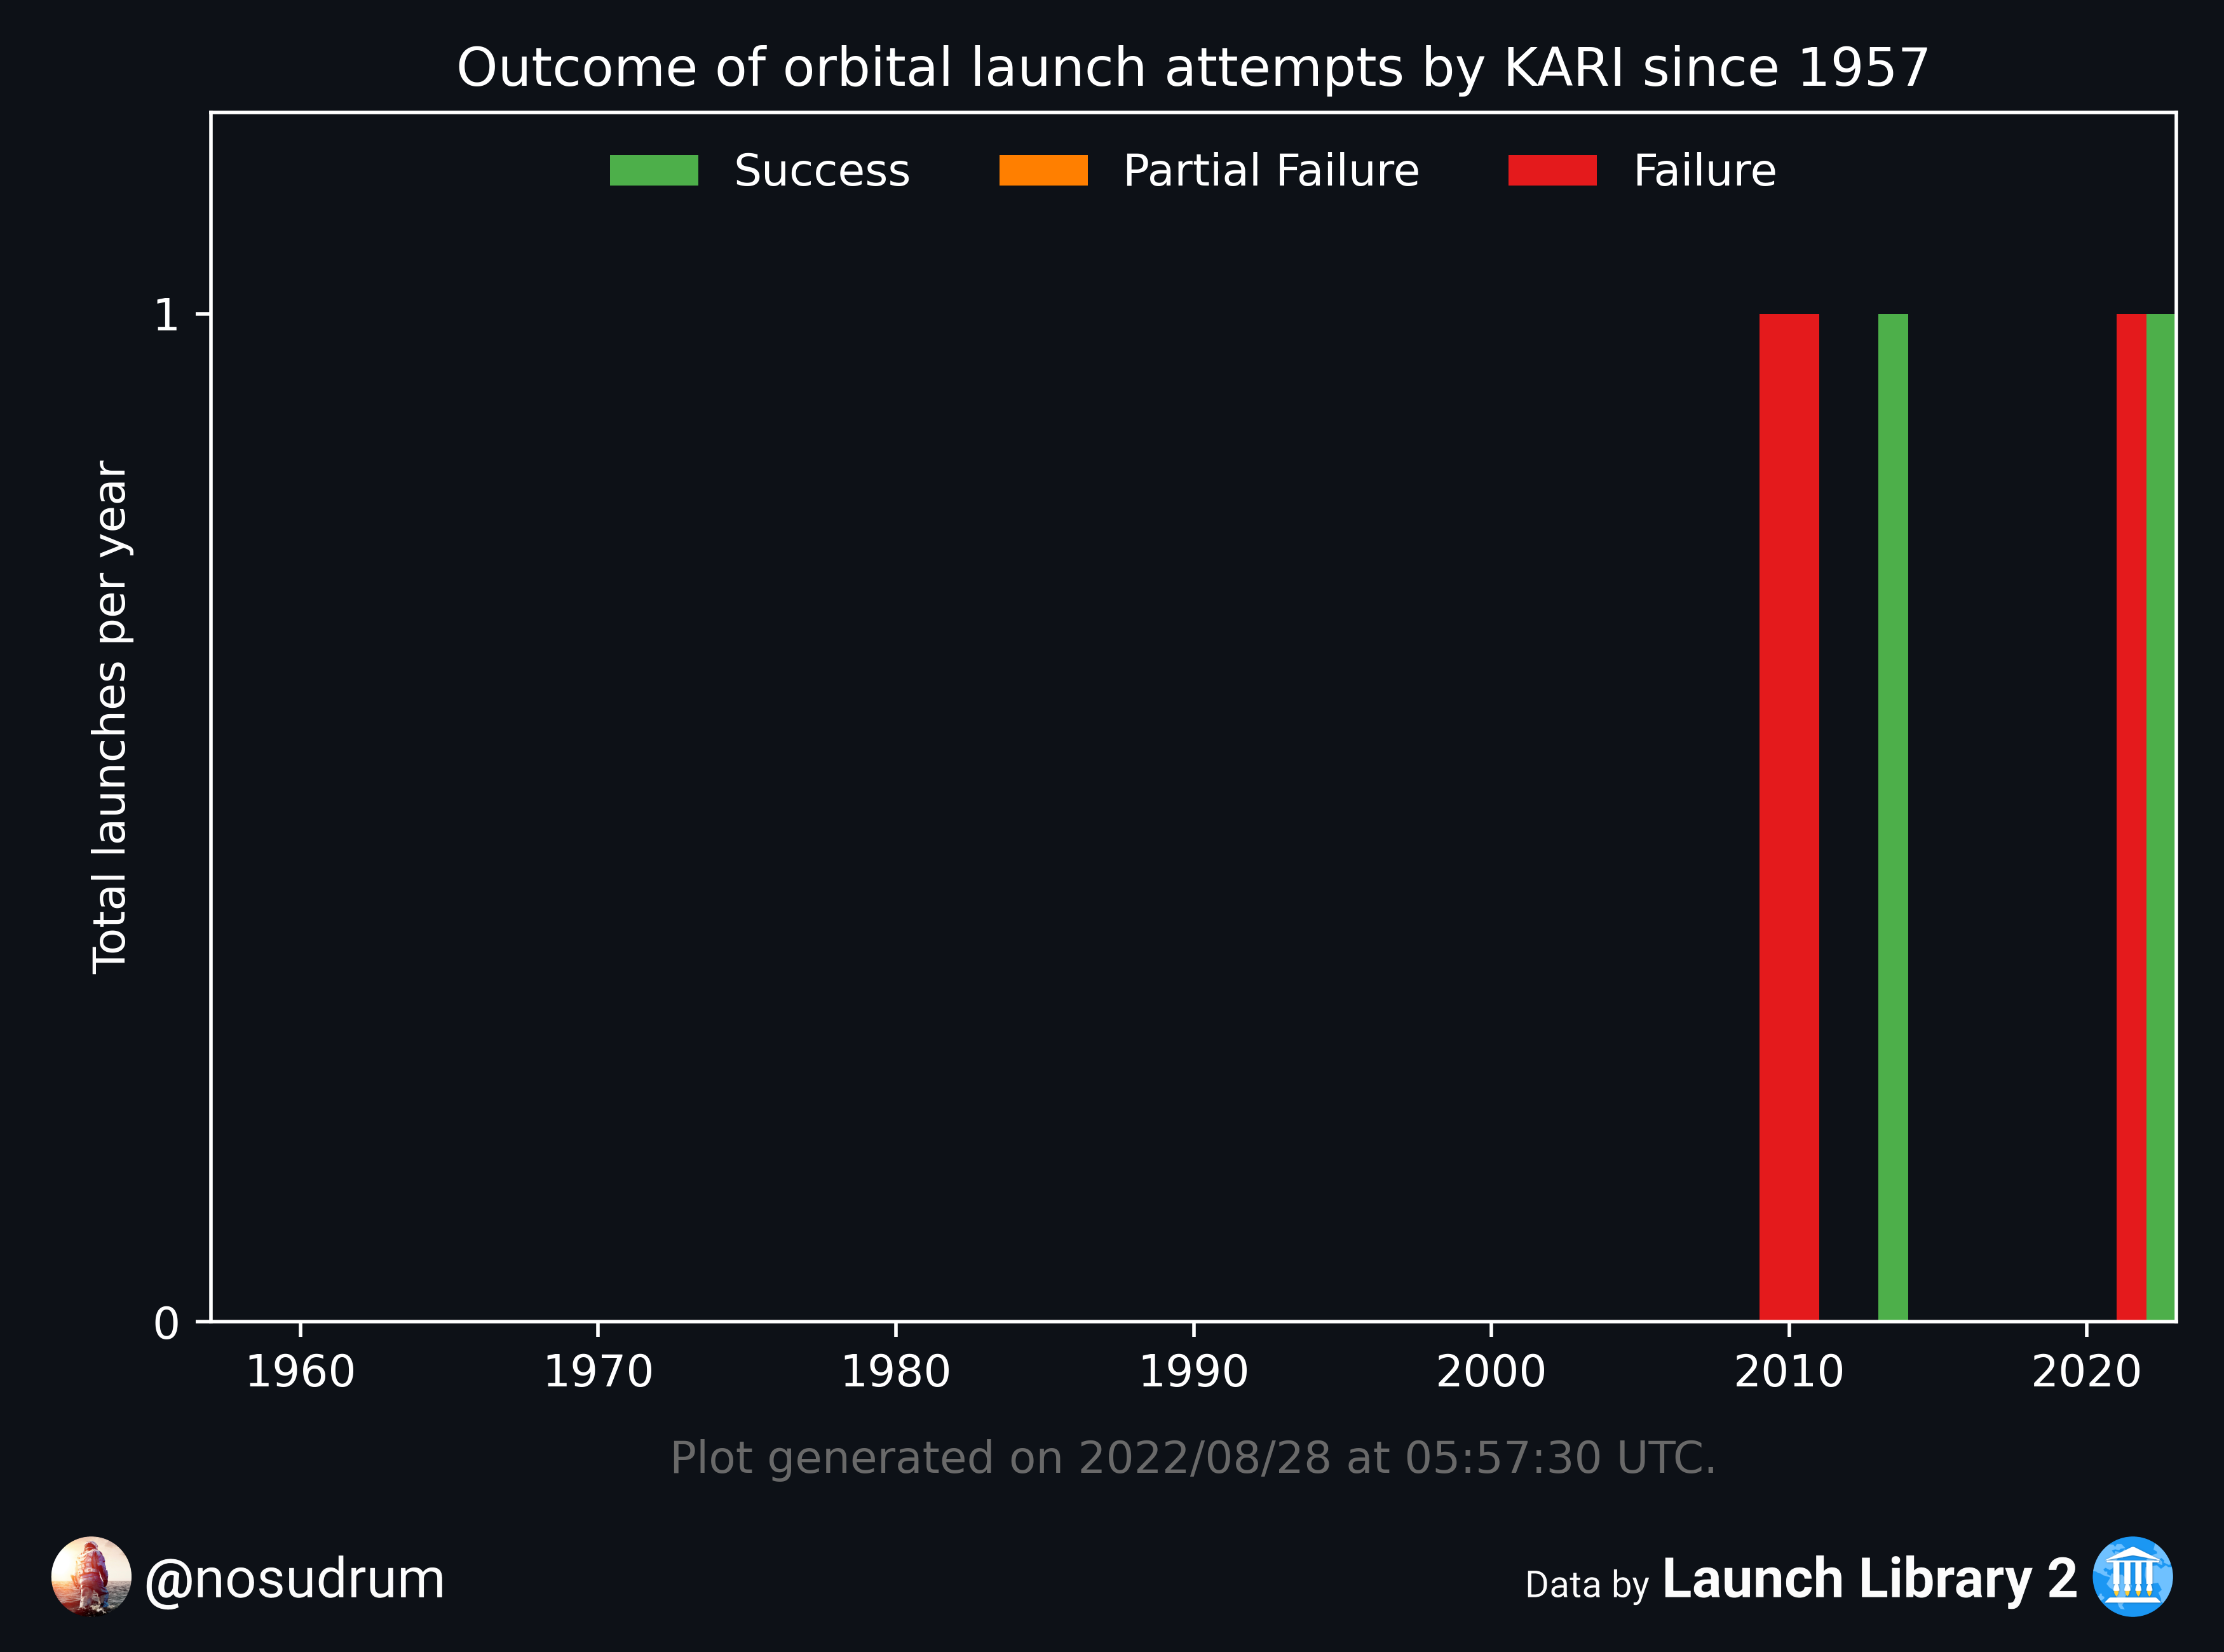 Outcome of orbital launch attempts by KARI since 1957
Success Partial Failure Failure
1
Total launches per year
0
1960 1970 1980 1990 2000 2010 2020
Plot generated on 2022/08/28 at 05:57:30 UTC.
@nosudrum Data by Launch Library 2